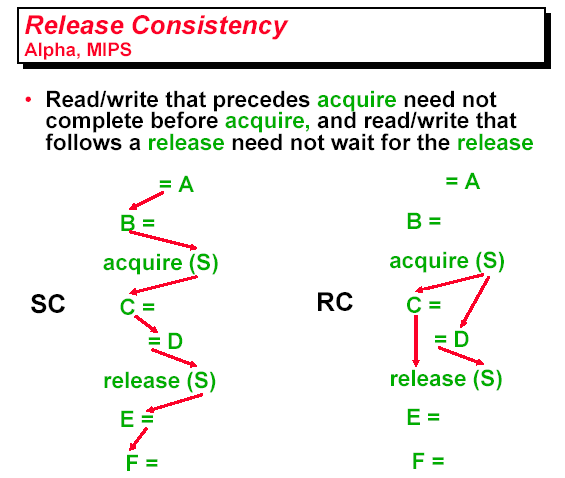 Release Consistency
Alpha, MIPS
• Read/write that precedes acquire need not
complete before acquire, and read/write that
follows a release need not wait for the release
= A
B =
acquire (S)
SC
C =
= D
release (S)
E =
F =
= A
B =
acquire (S)
RC
C =
= D
release (S)
E =
F =